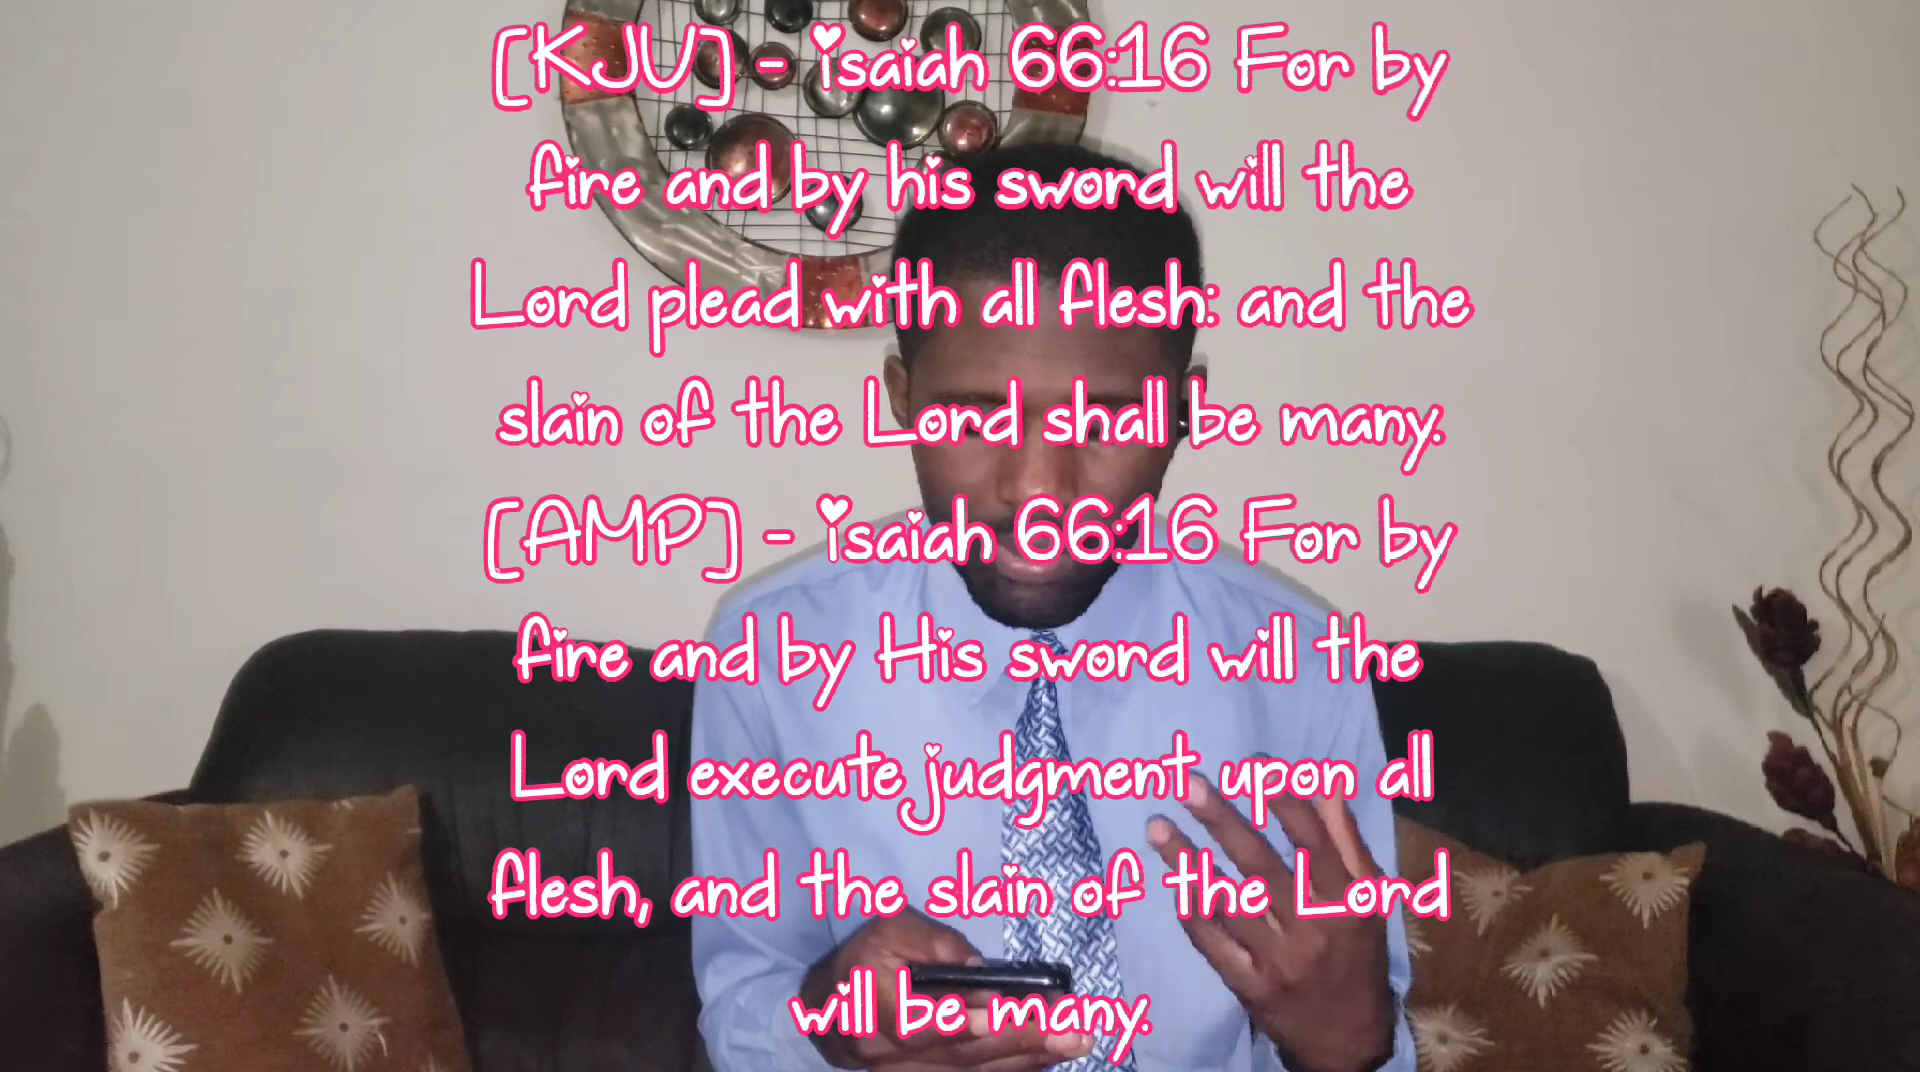 [KJV] - Isaiah 66:16 For by
fire and by his sword will the
Lord plead with all flesh: and the
slain of the Lord shall be many.
[AMP] - Isaiah 66:16 For by
fire and by His sword will the
Lord execute judgment upon all
flesh, and the slain of the Lord
will be many.